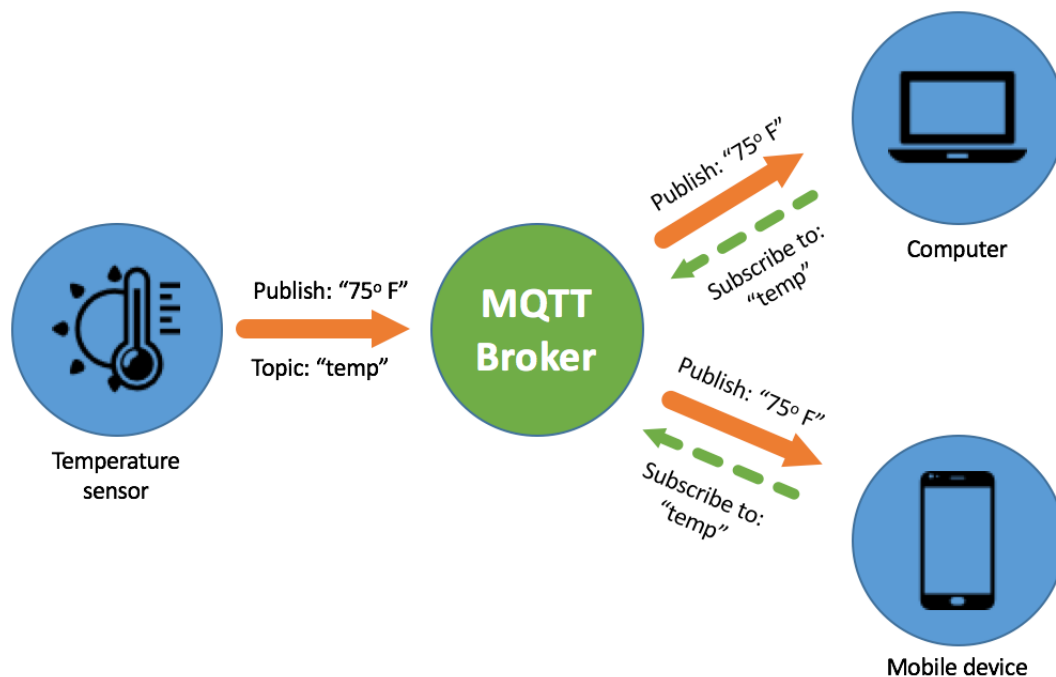 Publish: “75º F”
Topic: “temp”
Temperature
sensor
MQTT
Broker
Publish: “75º F”
Subscribe to:
“temp”
Computer
Publish: “75º F”
Subscribe to:
“temp”
Mobile device